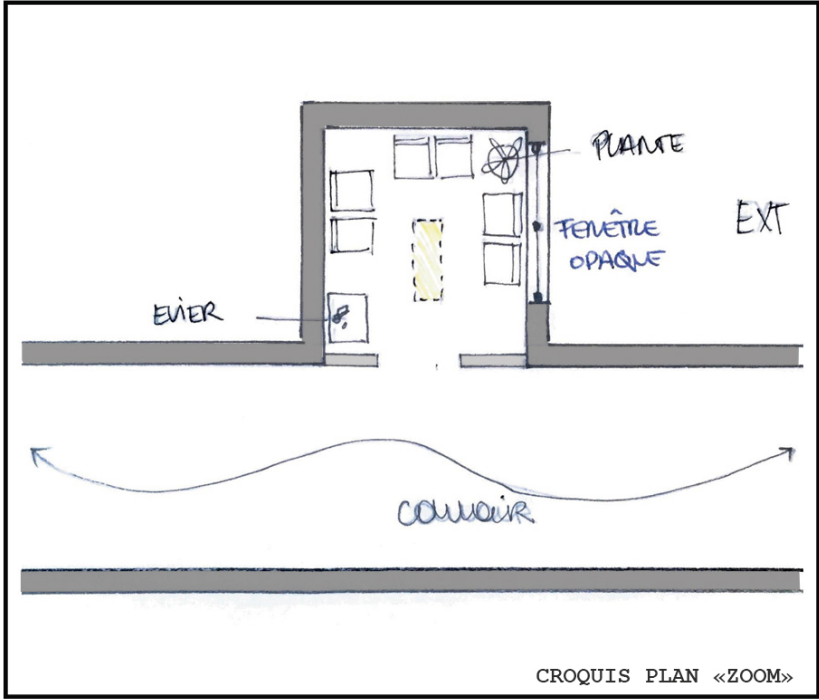 PLANTE
EXT
FENÊTRE
OPAQUE
EVIER
COULOIR
CROQUIS PLAN «ZOOM»